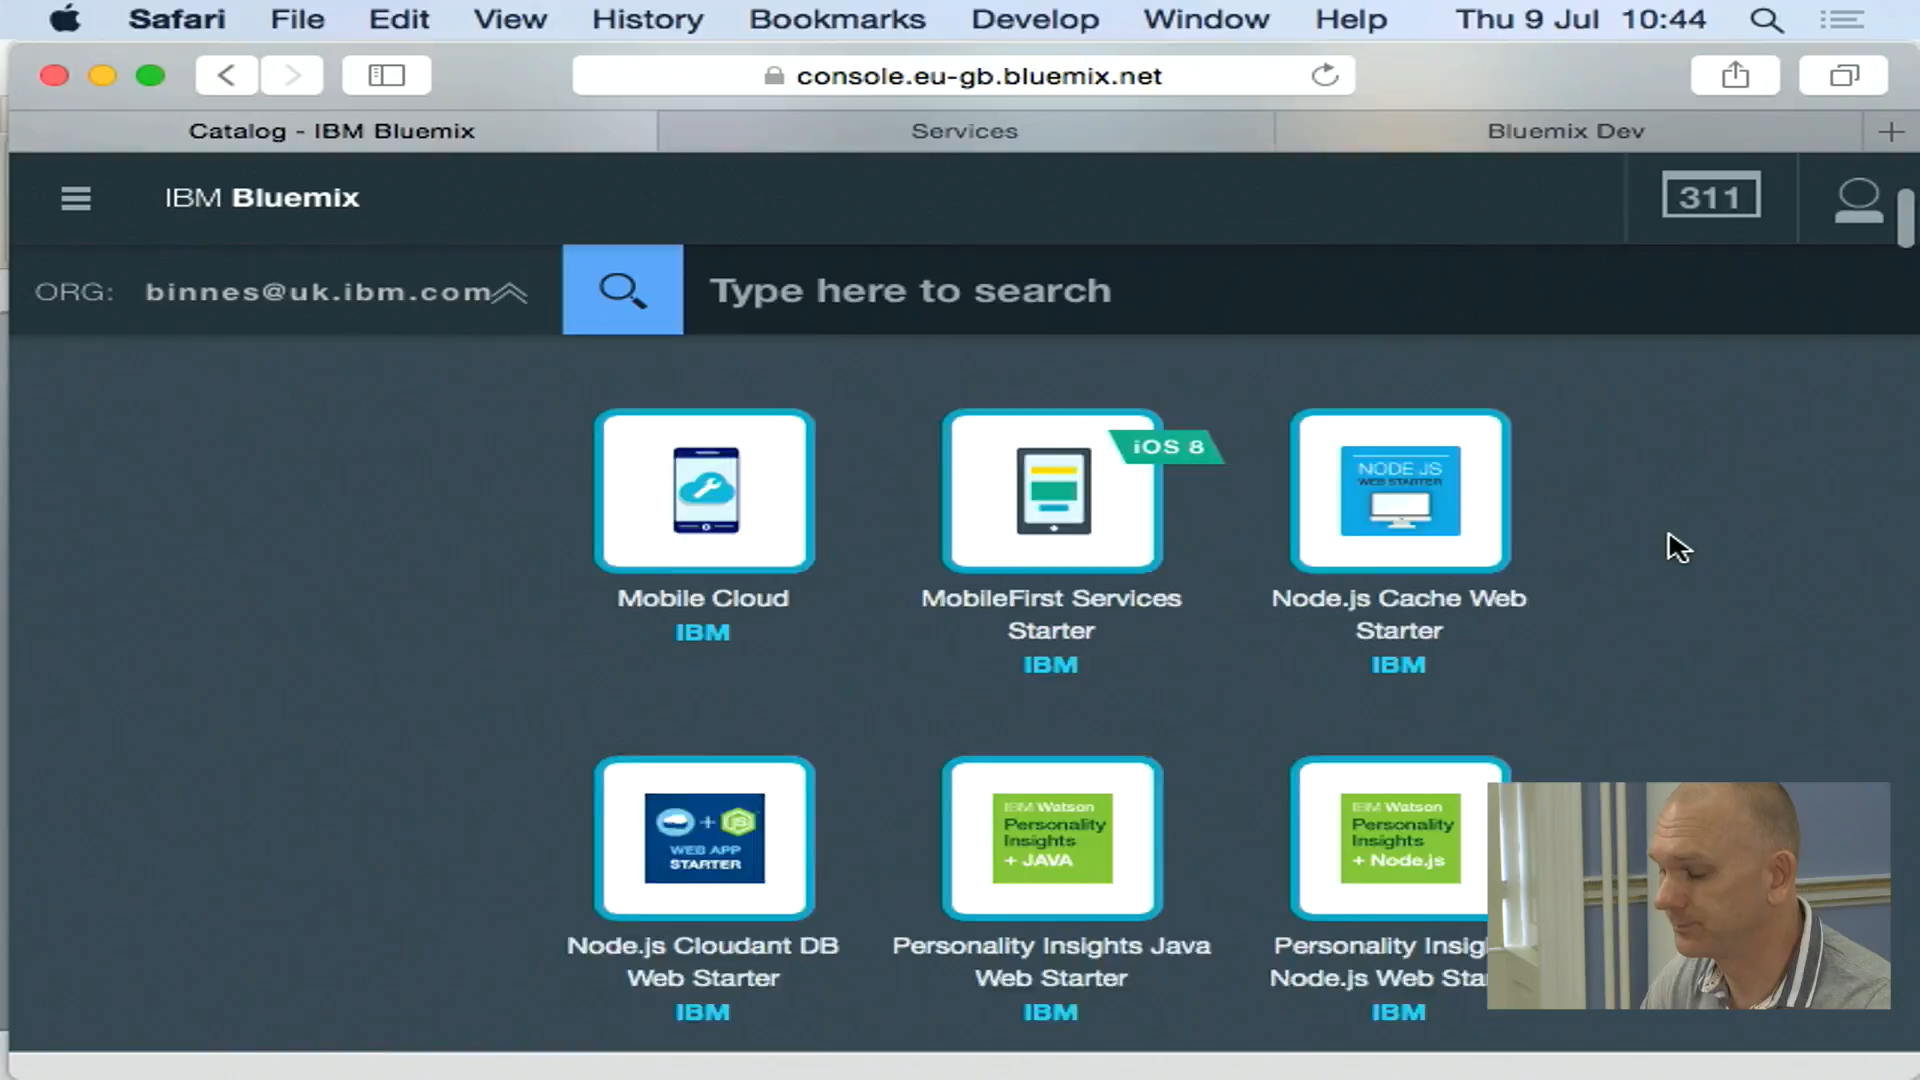 Safari File Edit View History Bookmarks Develop Window Help Thu 9 Jul 10:44
console.eu-gb.bluemix.net
Catalog - IBM Bluemix Services Bluemix Dev
IBM Bluemix
311
ORG: binnes@uk.ibm.com
Type here to search
iOS 8
NODE JS
WEB STARTER
Mobile Cloud
IBM
MobileFirst Services
Starter
IBM
Node.js Cache Web
Starter
IBM
+ JS
WEB APP
STARTER
IBM Watson
Personality
Insights
+ JAVA
IBM Watson
Personality
Insights
+ Node.js
Node.js Cloudant DB
Web Starter
IBM
Personality Insights Java
Web Starter
IBM
Personality Insig
Node.js Web Sta
IBM